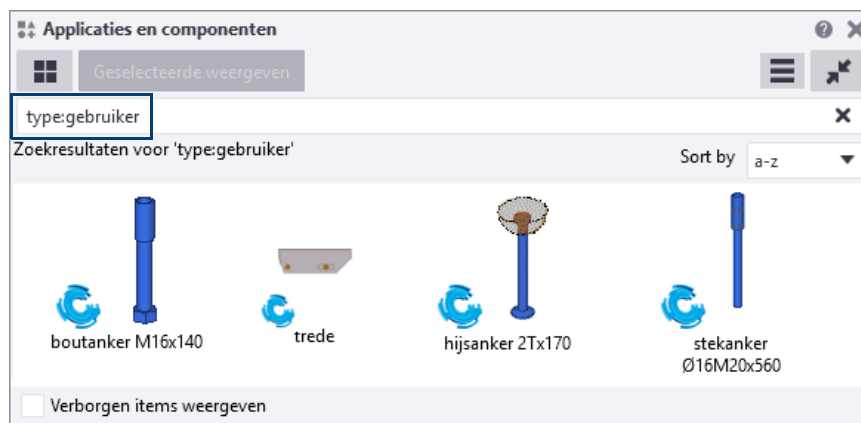 Applicaties en componenten
Geselecteerde weergeven
type:gebruiker
Zoekresultaten voor 'type:gebruiker'
Sort by a-z
boutanker M16x140
trede
hijsanker 2Tx170
stekanker
Ø16M20x560
Verborgen items weergeven